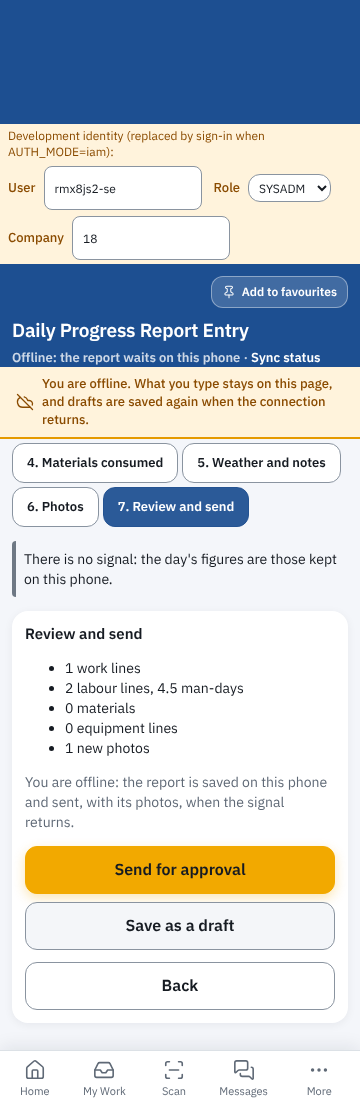 Development identity (replaced by sign-in when
AUTH_MODE=iam):
User rmx8js2-se Role SYSADM
Company 18
Add to favourites
Daily Progress Report Entry
Offline: the report waits on this phone · Sync status
You are offline. What you type stays on this page,
and drafts are saved again when the connection
returns.
4. Materials consumed 5. Weather and notes
6. Photos 7. Review and send
There is no signal: the day's figures are those kept
on this phone.
Review and send
• 1 work lines
• 2 labour lines, 4.5 man-days
• 0 materials
• 0 equipment lines
• 1 new photos
You are offline: the report is saved on this phone
and sent, with its photos, when the signal
returns.
Send for approval
Save as a draft
Back
Home My Work Scan Messages More